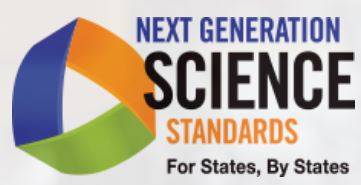 NEXT GENERATION
SCIENCE
STANDARDS
For States, By States